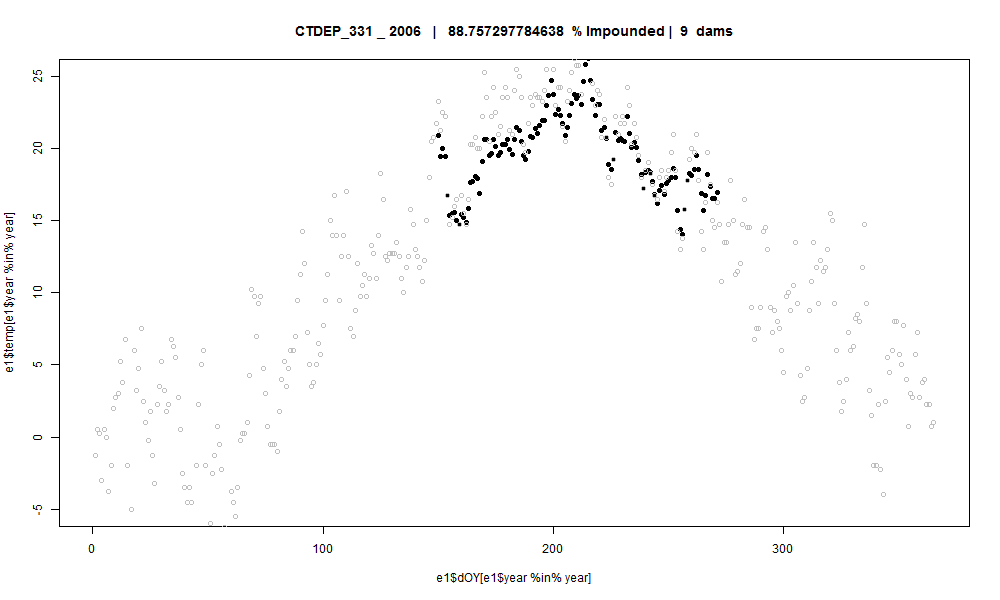 CTDEP_331 _ 2006 | 88.757297784638 % Impounded | 9 dams
25
20
15
10
5
0
-5
e1$temp[e1$year %in% year]
0 100 200 300
e1$dOY[e1$year %in% year]